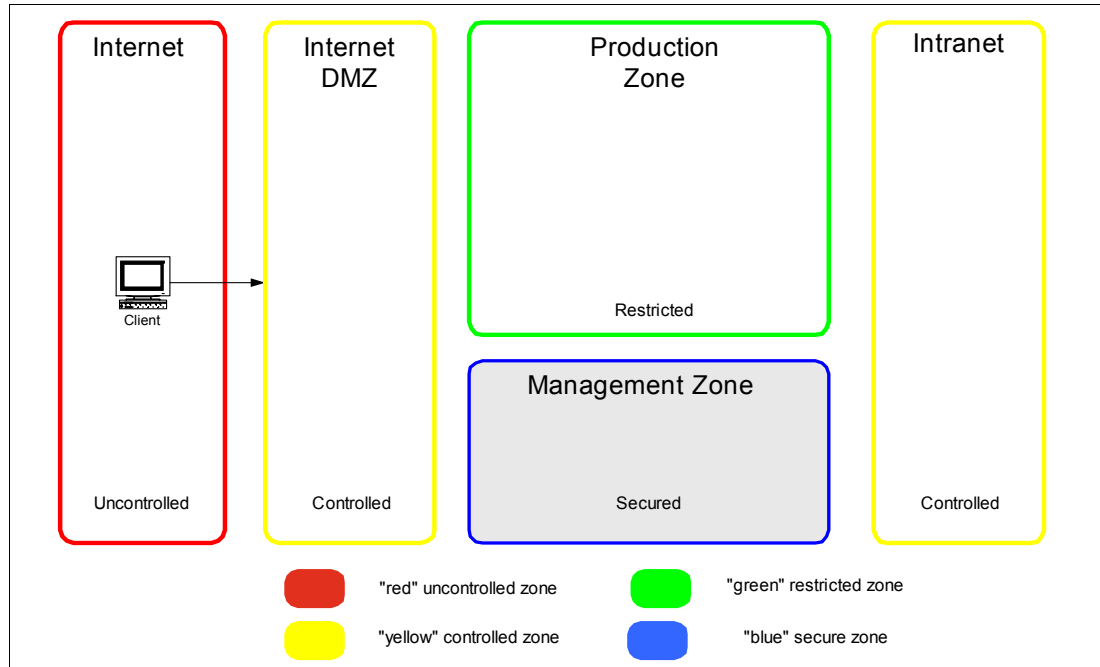 Internet
Uncontrolled
Client
Internet
DMZ
Controlled
Production
Zone
Restricted
Management Zone
Secured
Intranet
Controlled
"red" uncontrolled zone
"green" restricted zone
"yellow" controlled zone
"blue" secure zone